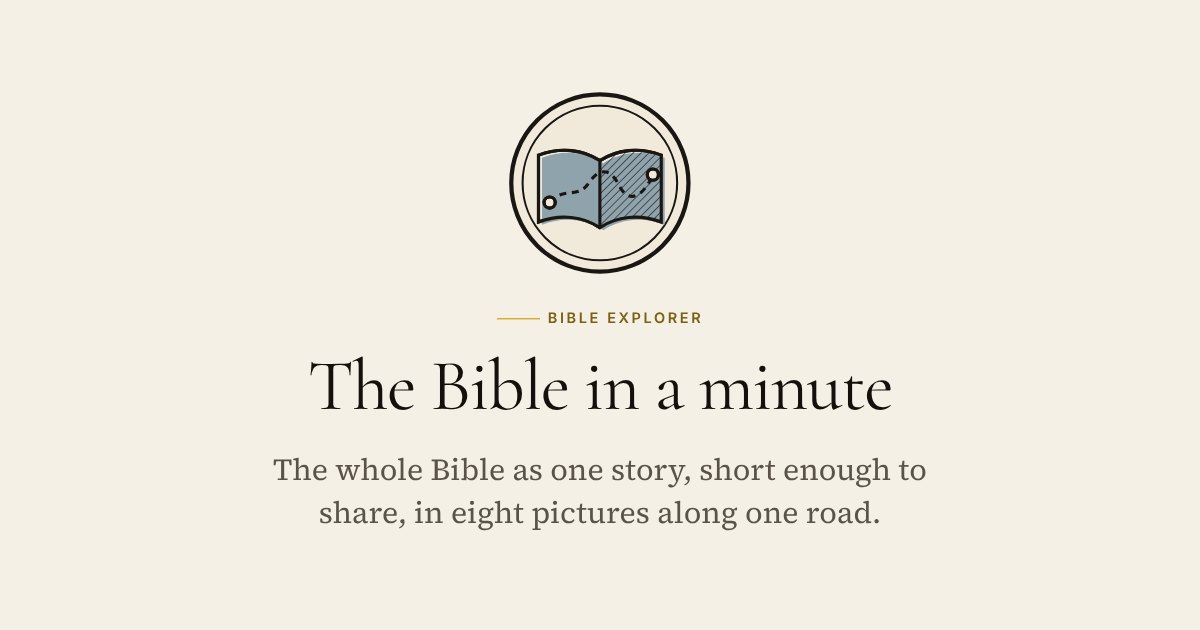 BIBLE EXPLORER
The Bible in a minute
The whole Bible as one story, short enough to
share, in eight pictures along one road.